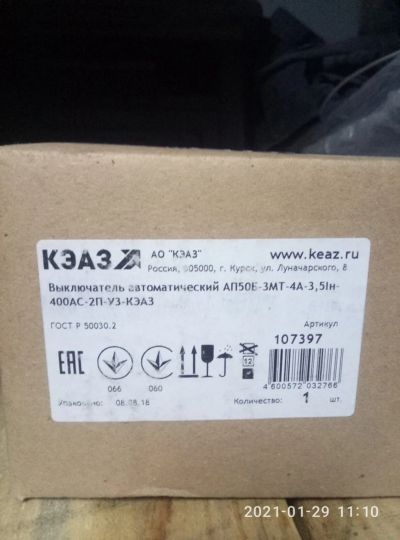 КЭАЗ
АО "КЭАЗ"
www.keaz.ru
Россия, 305000, г. Курск, ул. Луначарского, 8
Выключатель автоматический АП50Б-3МТ-4А-3,5Iн-
400AC-2П-У3-КЭАЗ
ГОСТ Р 50030.2
Артикул
107397
EAC
066
060
12
4 600572 032766
Упаковано: 08.08.18
Количество: 1 шт.
2021-01-29 11:10